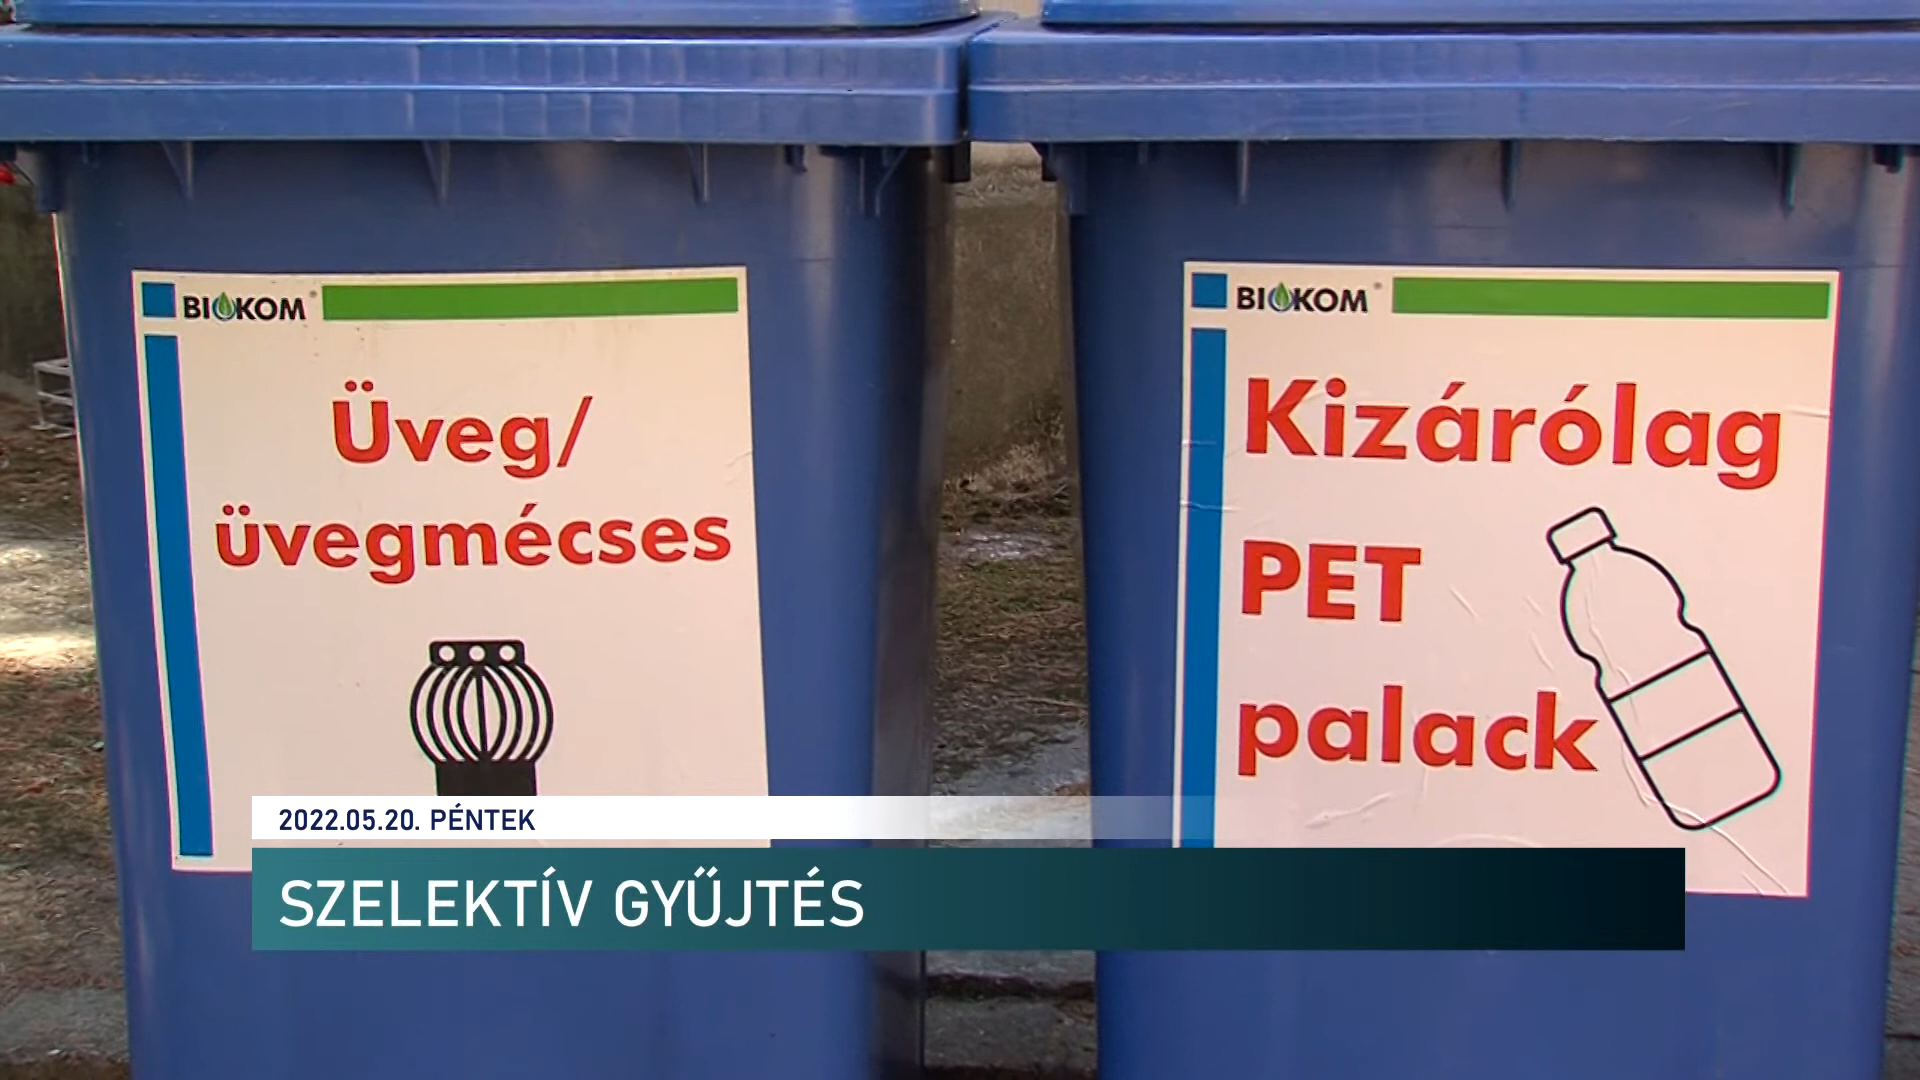 BIOKOM
Üveg/
üvegmécses
BIOKOM
Kizárólag
PET
palack
2022.05.20. PÉNTEK
SZELEKTÍV GYŰJTÉS